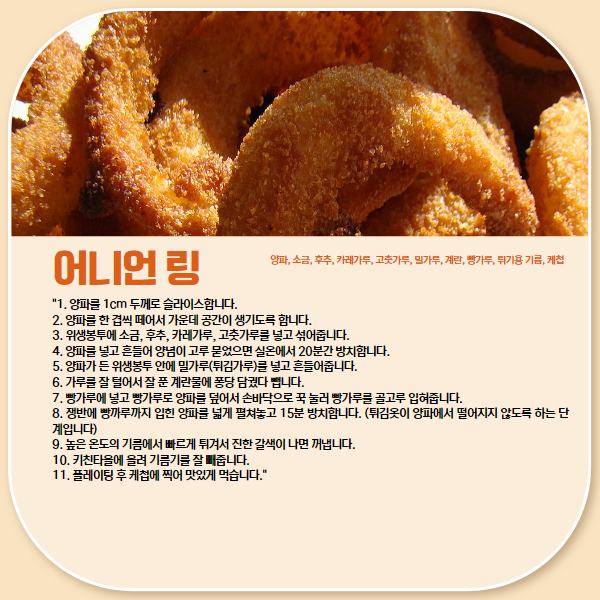 어니언 링
양파, 소금, 후추, 카레가루, 고춧가루, 밀가루, 계란, 빵가루, 튀기용 기름, 케첩
"1. 양파를 1cm 두께로 슬라이스합니다.
2. 양파를 한 겹씩 떼어서 가운데 공간이 생기도록 합니다.
3. 위생봉투에 소금, 후추, 카레가루, 고춧가루를 넣고 섞어줍니다.
4. 양파를 넣고 흔들어 양념이 고루 묻었으면 실온에서 20분간 방치합니다.
5. 양파가 든 위생봉투 안에 밀가루(튀김가루)를 넣고 흔들어줍니다.
6. 가루를 잘 털어서 잘 푼 계란물에 퐁당 담궜다 뺍니다.
7. 빵가루에 넣고 빵가루로 양파를 덮어서 손바닥으로 꾹 눌러 빵가루를 골고루 입혀줍니다.
8. 쟁반에 빵까루까지 입힌 양파를 넓게 펼쳐놓고 15분 방치합니다. (튀김옷이 양파에서 떨어지지 않도록 하는 단
계입니다)
9. 높은 온도의 기름에서 빠르게 튀겨서 진한 갈색이 나면 꺼냅니다.
10. 키친타올에 올려 기름기를 잘 빼줍니다.
11. 플레이팅 후 케첩에 찍어 맛있게 먹습니다."